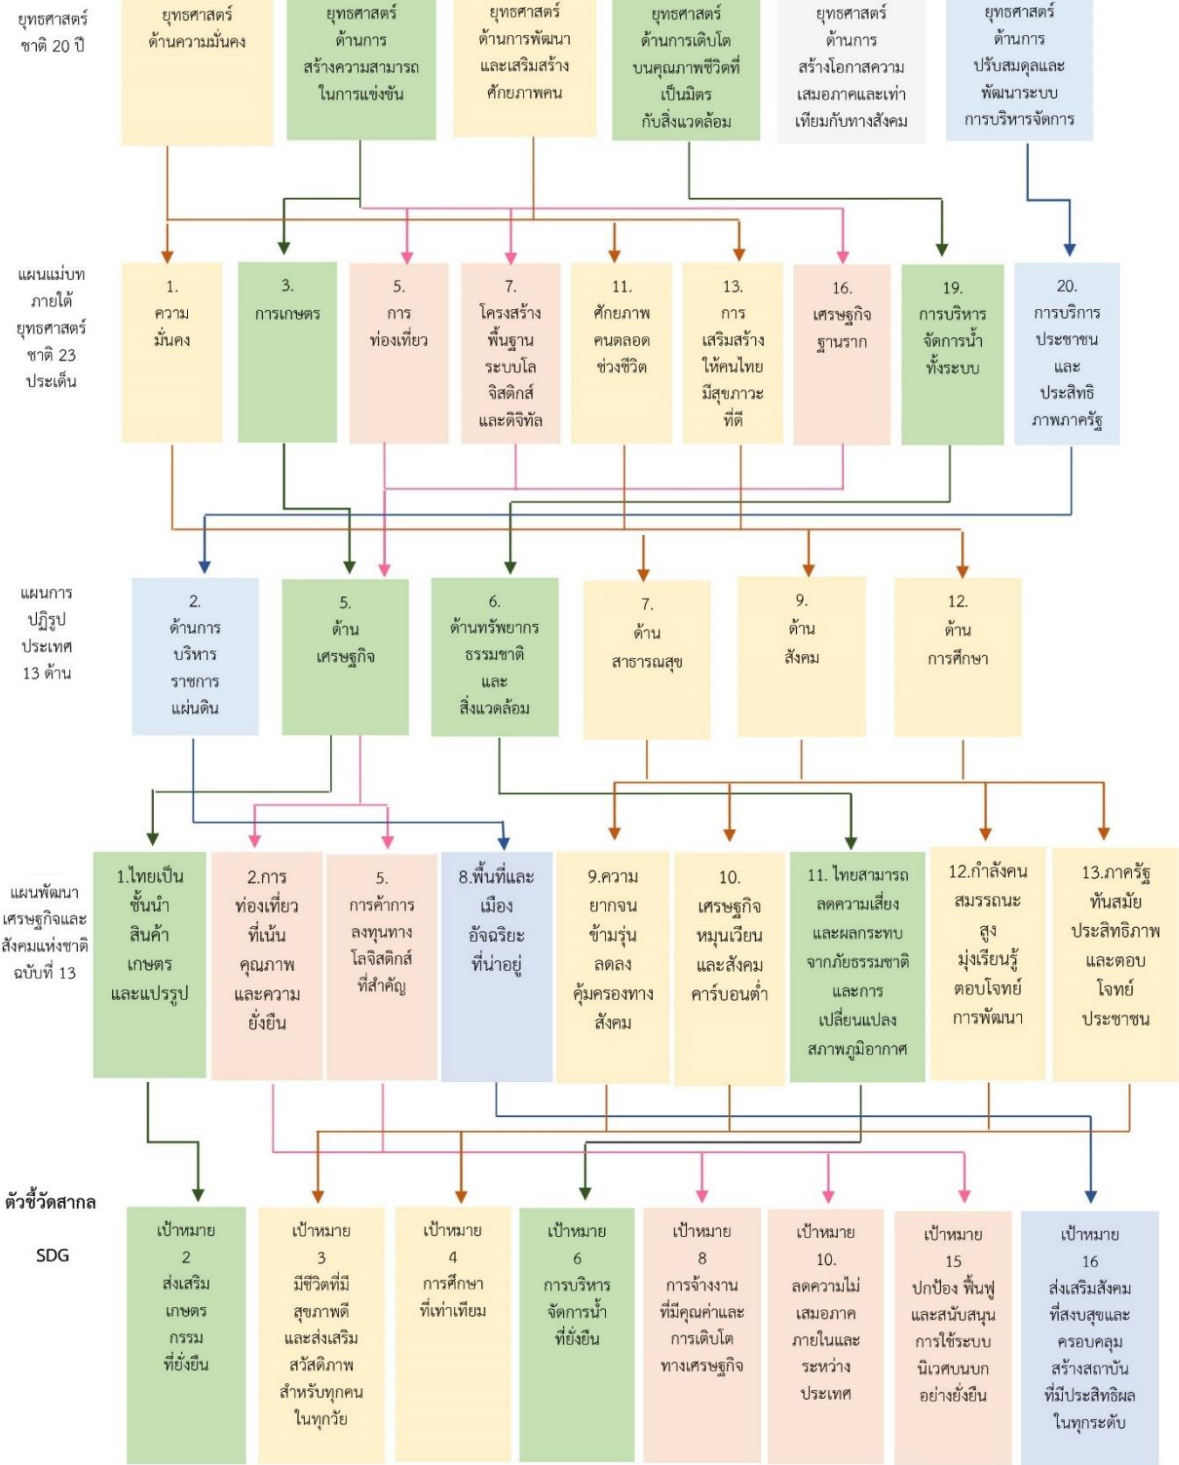 ยุทธศาสตร์
ชาติ 20 ปี
ยุทธศาสตร์
ด้านความมั่นคง
ยุทธศาสตร์
ด้านการ
สร้างความสามารถ
ในการแข่งขัน
ยุทธศาสตร์
ด้านการพัฒนา
และเสริมสร้าง
ศักยภาพคน
ยุทธศาสตร์
ด้านการเติบโต
บนคุณภาพชีวิตที่
เป็นมิตร
กับสิ่งแวดล้อม
ยุทธศาสตร์
ด้านการ
สร้างโอกาสความ
เสมอภาคและเท่า
เทียมกับทางสังคม
ยุทธศาสตร์
ด้านการ
ปรับสมดุลและ
พัฒนาระบบ
การบริหารจัดการ
แผนแม่บท
ภายใต้
ยุทธศาสตร์
ชาติ 23
ประเด็น
1.
ความ
มั่นคง
3.
การเกษตร
5.
การ
ท่องเที่ยว
7.
โครงสร้าง
พื้นฐาน
ระบบโล
จิสติกส์
และดิจิทัล
11.
ศักยภาพ
คนตลอด
ช่วงชีวิต
13.
การ
เสริมสร้าง
ให้คนไทย
มีสุขภาวะ
ที่ดี
16.
เศรษฐกิจ
ฐานราก
19.
การบริหาร
จัดการน้ำ
ทั้งระบบ
20.
การบริการ
ประชาชน
และ
ประสิทธิ
ภาพภาครัฐ
แผนการ
ปฏิรูป
ประเทศ
13 ด้าน
2.
ด้านการ
บริหาร
ราชการ
แผ่นดิน
5.
ด้าน
เศรษฐกิจ
6.
ด้านทรัพยากร
ธรรมชาติ
และ
สิ่งแวดล้อม
7.
ด้าน
สาธารณสุข
9.
ด้าน
สังคม
12.
ด้าน
การศึกษา
แผนพัฒนา
เศรษฐกิจและ
สังคมแห่งชาติ
ฉบับที่ 13
1.ไทยเป็น
ชั้นนำ
สินค้า
เกษตร
และแปรรูป
2.การ
ท่องเที่ยว
ที่เน้น
คุณภาพ
และความ
ยั่งยืน
5.
การค้าการ
ลงทุนทาง
โลจิสติกส์
ที่สำคัญ
8.พื้นที่และ
เมือง
อัจฉริยะ
ที่น่าอยู่
9.ความ
ยากจน
ข้ามรุ่น
ลดลง
คุ้มครองทาง
สังคม
10.
เศรษฐกิจ
หมุนเวียน
และสังคม
คาร์บอนต่ำ
11. ไทยสามารถ
ลดความเสี่ยง
และผลกระทบ
จากภัยธรรมชาติ
และการ
เปลี่ยนแปลง
สภาพภูมิอากาศ
12.กำลังคน
สมรรถนะ
สูง
มุ่งเรียนรู้
ตอบโจทย์
การพัฒนา
13.ภาครัฐ
ทันสมัย
ประสิทธิภาพ
และตอบ
โจทย์
ประชาชน
ตัวชี้วัดสากล
SDG
เป้าหมาย
2
ส่งเสริม
เกษตร
กรรม
ที่ยั่งยืน
เป้าหมาย
3
มีชีวิตที่มี
สุขภาพดี
และส่งเสริม
สวัสดิภาพ
สำหรับทุกคน
ในทุกวัย
เป้าหมาย
4
การศึกษา
ที่เท่าเทียม
เป้าหมาย
6
การบริหาร
จัดการน้ำ
ที่ยั่งยืน
เป้าหมาย
8
การจ้างงาน
ที่มีคุณค่าและ
การเติบโต
ทางเศรษฐกิจ
เป้าหมาย
10.
ลดความไม่
เสมอภาค
ภายในและ
ระหว่าง
ประเทศ
เป้าหมาย
15
ปกป้อง ฟื้นฟู
และสนับสนุน
การใช้ระบบ
นิเวศบนบก
อย่างยั่งยืน
เป้าหมาย
16
ส่งเสริมสังคม
ที่สงบสุขและ
ครอบคลุม
สร้างสถาบัน
ที่มีประสิทธิผล
ในทุกระดับ